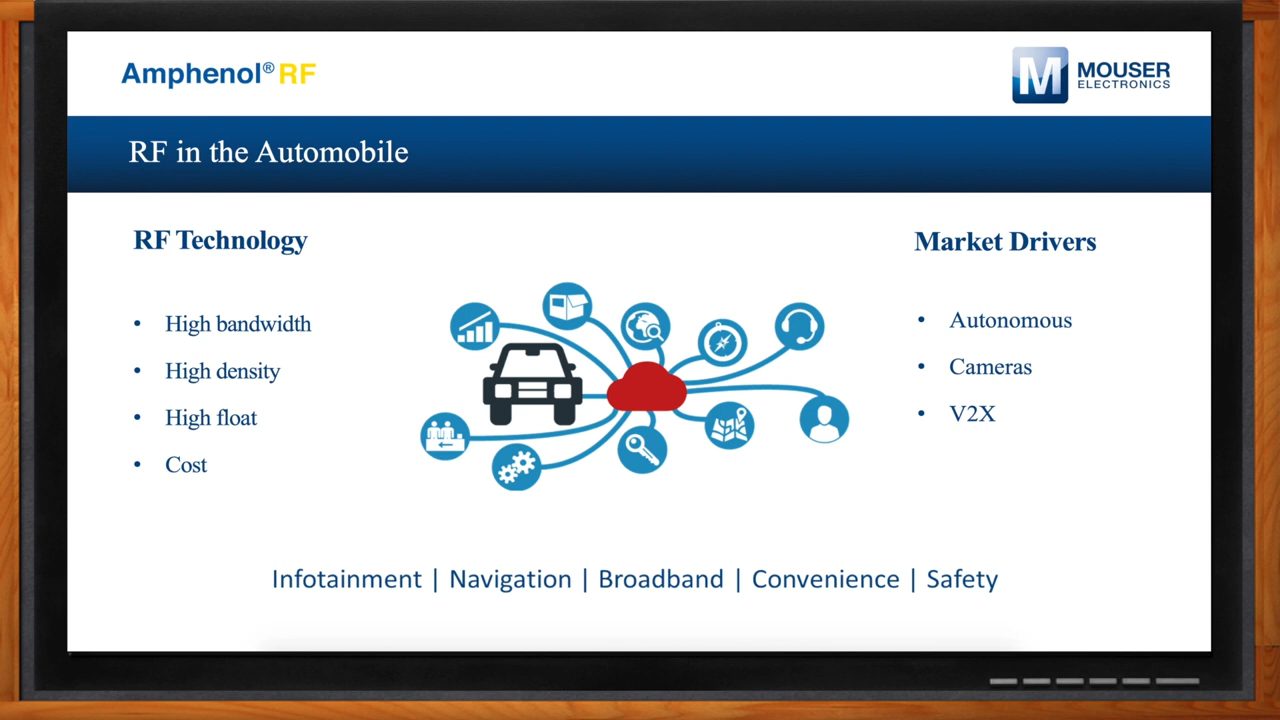 Amphenol® RF
M MOUSER ELECTRONICS
RF in the Automobile
RF Technology
• High bandwidth
• High density
• High float
• Cost
Market Drivers
• Autonomous
• Cameras
• V2X
Infotainment | Navigation | Broadband | Convenience | Safety